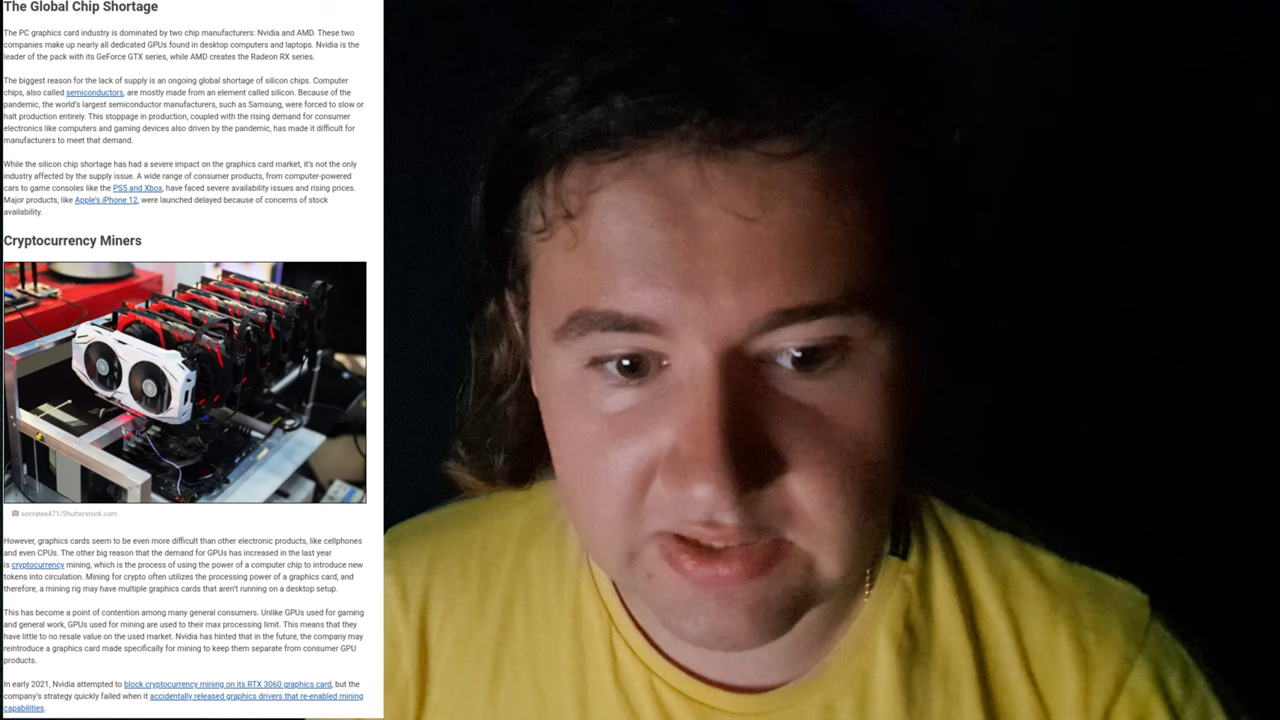 The Global Chip Shortage
The PC graphics card industry is dominated by two chip manufacturers: Nvidia and AMD. These two
companies make up nearly all dedicated GPUs found in desktop computers and laptops. Nvidia is the
leader of the pack with its GeForce GTX series, while AMD creates the Radeon RX series.
The biggest reason for the lack of supply is an ongoing global shortage of silicon chips. Computer
chips, also called semiconductors, are mostly made from an element called silicon. Because of the
pandemic, the world's largest semiconductor manufacturers, such as Samsung, were forced to slow or
halt production entirely. This stoppage in production, coupled with the rising demand for consumer
electronics like computers and gaming devices also driven by the pandemic, has made it difficult for
manufacturers to meet that demand.
While the silicon chip shortage has had a severe impact on the graphics card market, it's not the only
industry affected by the supply issue. A wide range of consumer products, from computer-powered
cars to game consoles like the PS5 and Xbox, have faced severe availability issues and rising prices.
Major products, like Apple's iPhone 12, were launched delayed because of concerns of stock
availability.
Cryptocurrency Miners
socrates471/Shutterstock.com
However, graphics cards seem to be even more difficult than other electronic products, like cellphones
and even CPUs. The other big reason that the demand for GPUs has increased in the last year
is cryptocurrency mining, which is the process of using the power of a computer chip to introduce new
tokens into circulation. Mining for crypto often utilizes the processing power of a graphics card, and
therefore, a mining rig may have multiple graphics cards that aren't running on a desktop setup.
This has become a point of contention among many general consumers. Unlike GPUs used for gaming
and general work, GPUs used for mining are used to their max processing limit. This means that they
have little to no resale value on the used market. Nvidia has hinted that in the future, the company may
reintroduce a graphics card made specifically for mining to keep them separate from consumer GPU
products.
In early 2021, Nvidia attempted to block cryptocurrency mining on its RTX 3060 graphics card, but the
company's strategy quickly failed when it accidentally released graphics drivers that re-enabled mining
capabilities.